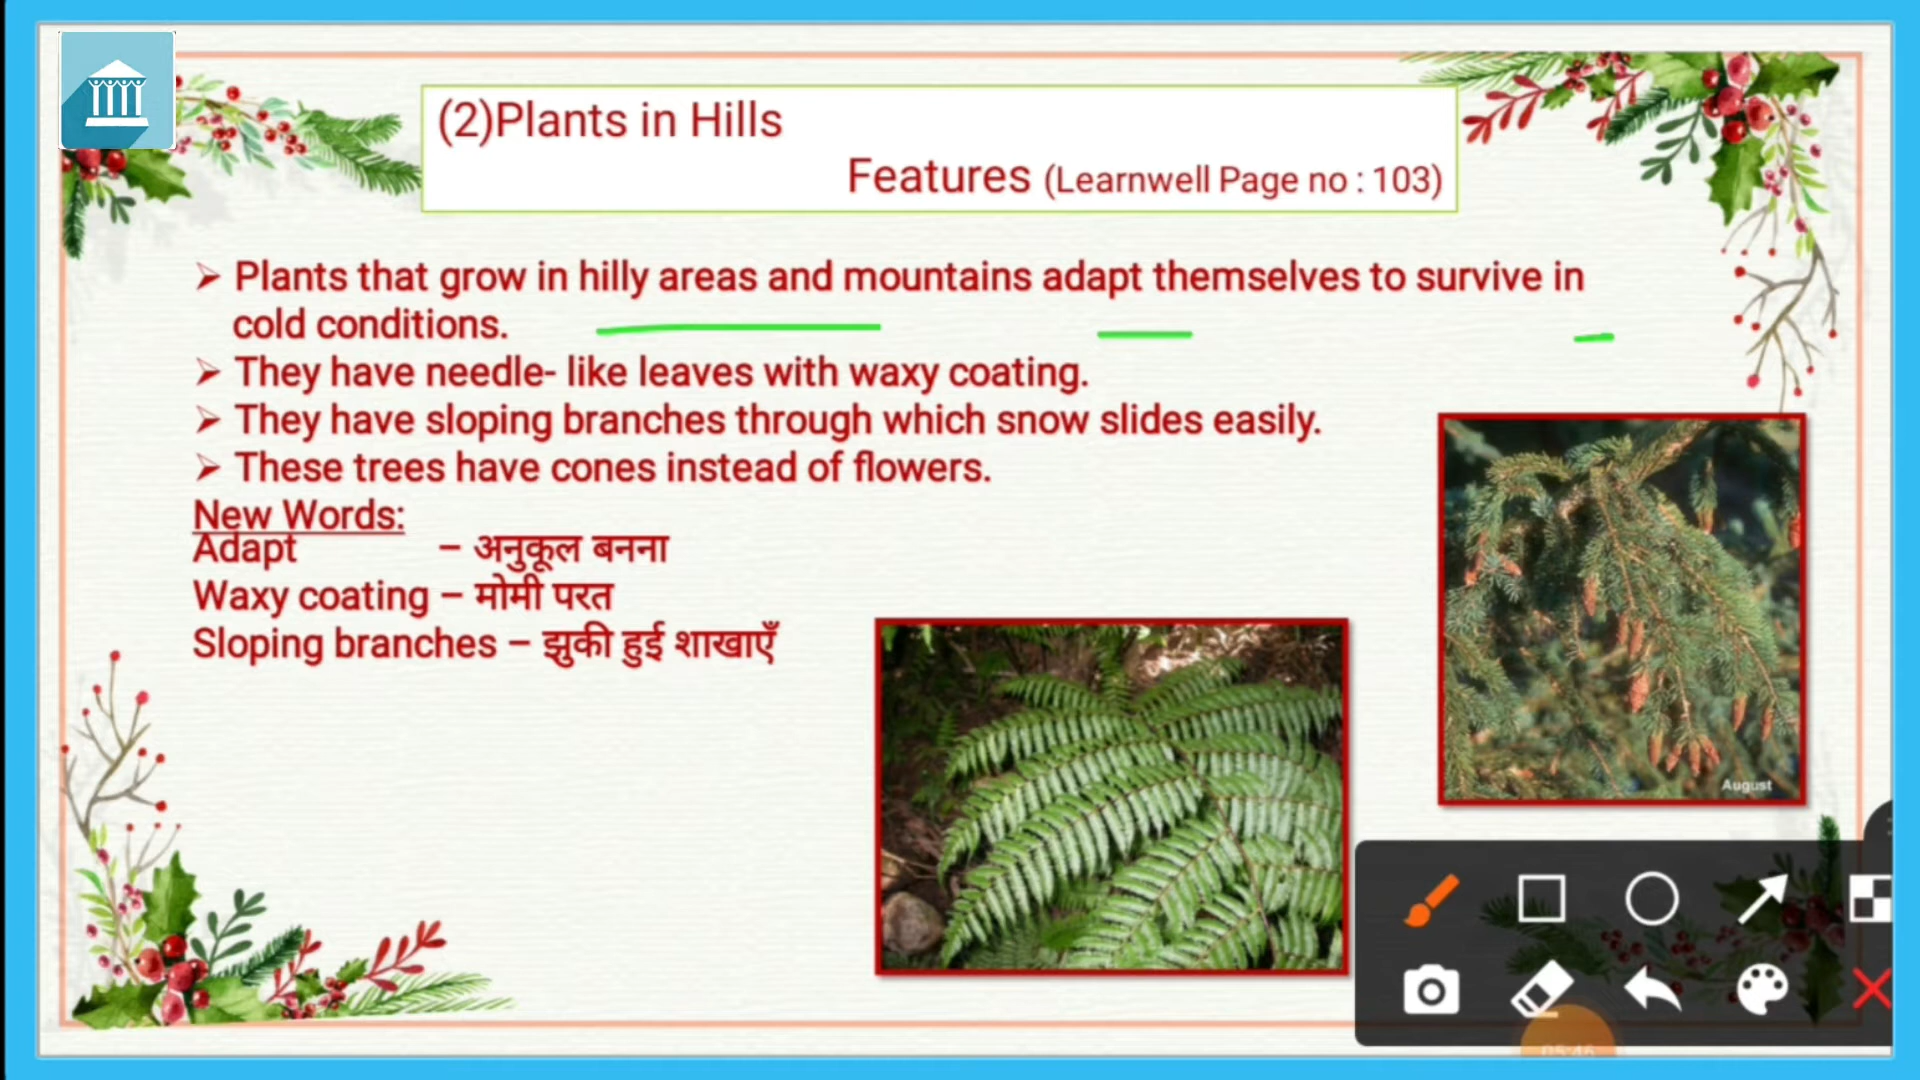 (2)Plants in Hills
Features (Learnwell Page no : 103)
➢ Plants that grow in hilly areas and mountains adapt themselves to survive in
cold conditions.
➢ They have needle- like leaves with waxy coating.
➢ They have sloping branches through which snow slides easily.
➢ These trees have cones instead of flowers.
New Words:
Adapt – अनुकूल बनना
Waxy coating – मोमी परत
Sloping branches – झुकी हुई शाखाएँ
August
05:46